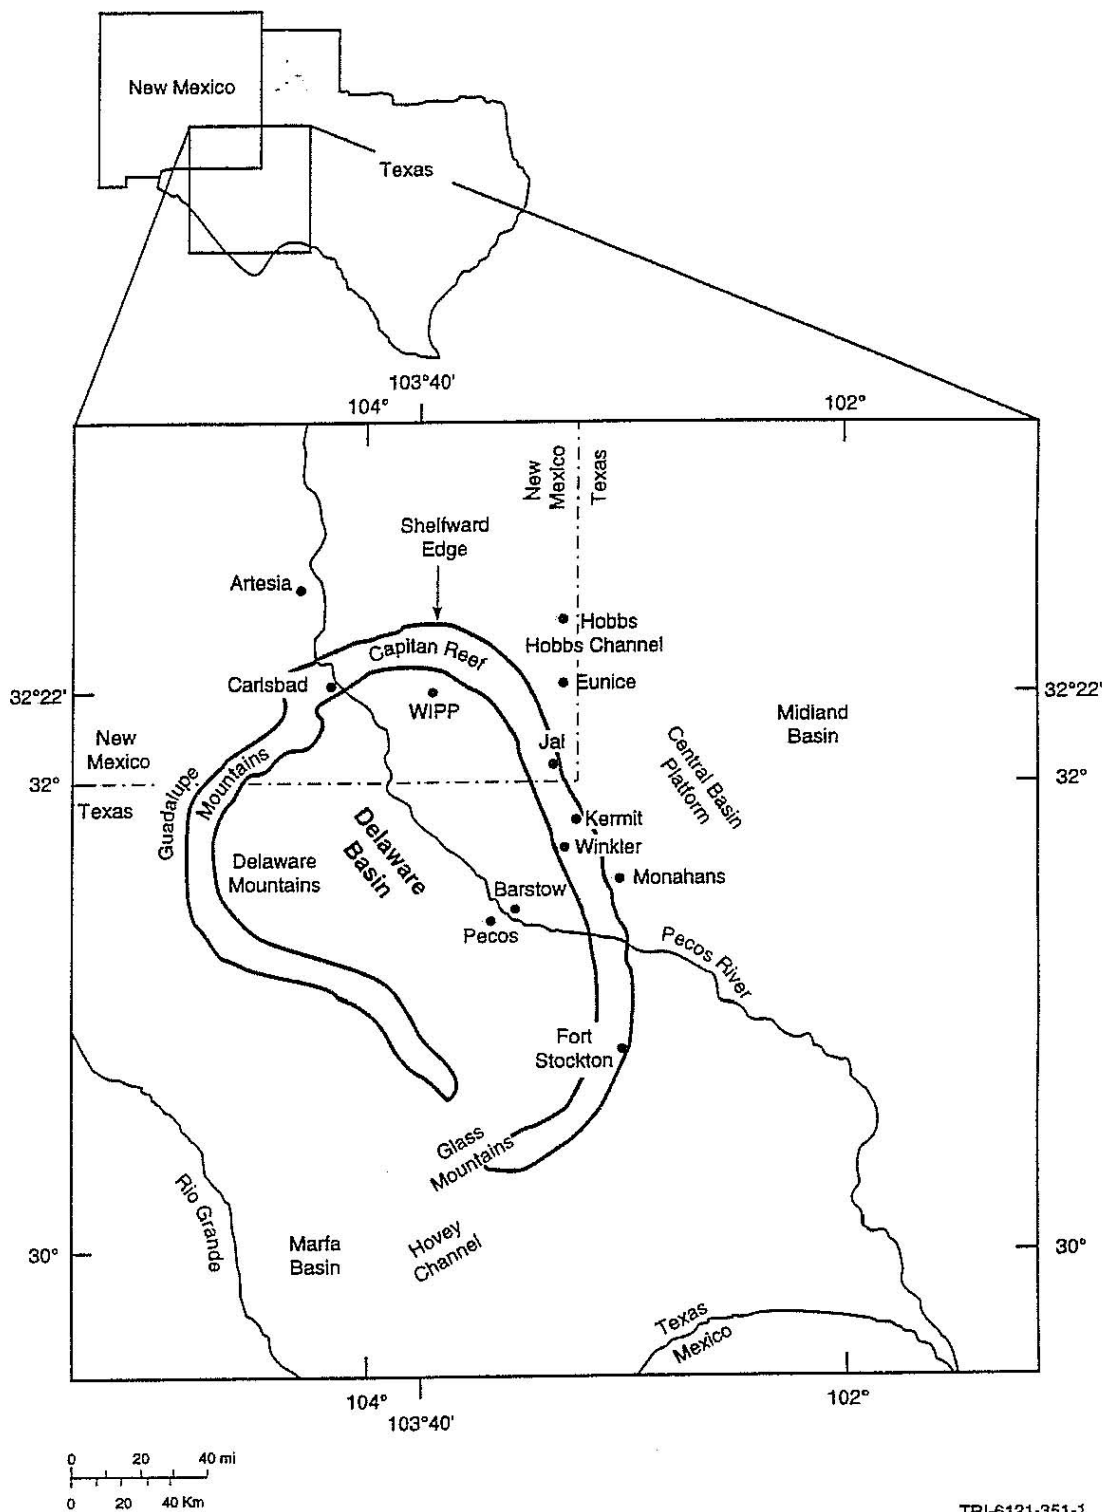 New Mexico
Texas
103°40'
104°
102°
New
Mexico
Texas
Shelfward
Edge
Artesia
Hobbs
Hobbs Channel
Capitan Reef
Carlsbad
Eunice
32°22'
32°22'
WIPP
Midland
Basin
New
Mexico
Jal
Central Basin
Platform
32°
32°
Texas
Guadalupe
Mountains
Kermit
Winkler
Delaware
Basin
Delaware
Mountains
Monahans
Barstow
Pecos
Pecos River
Fort
Stockton
Glass
Mountains
Rio Grande
Hovey
Channel
Marfa
Basin
30°
30°
Texas
Mexico
104°
103°40'
102°
0 20 40 mi
0 20 40 Km
TRI-6121-351-1